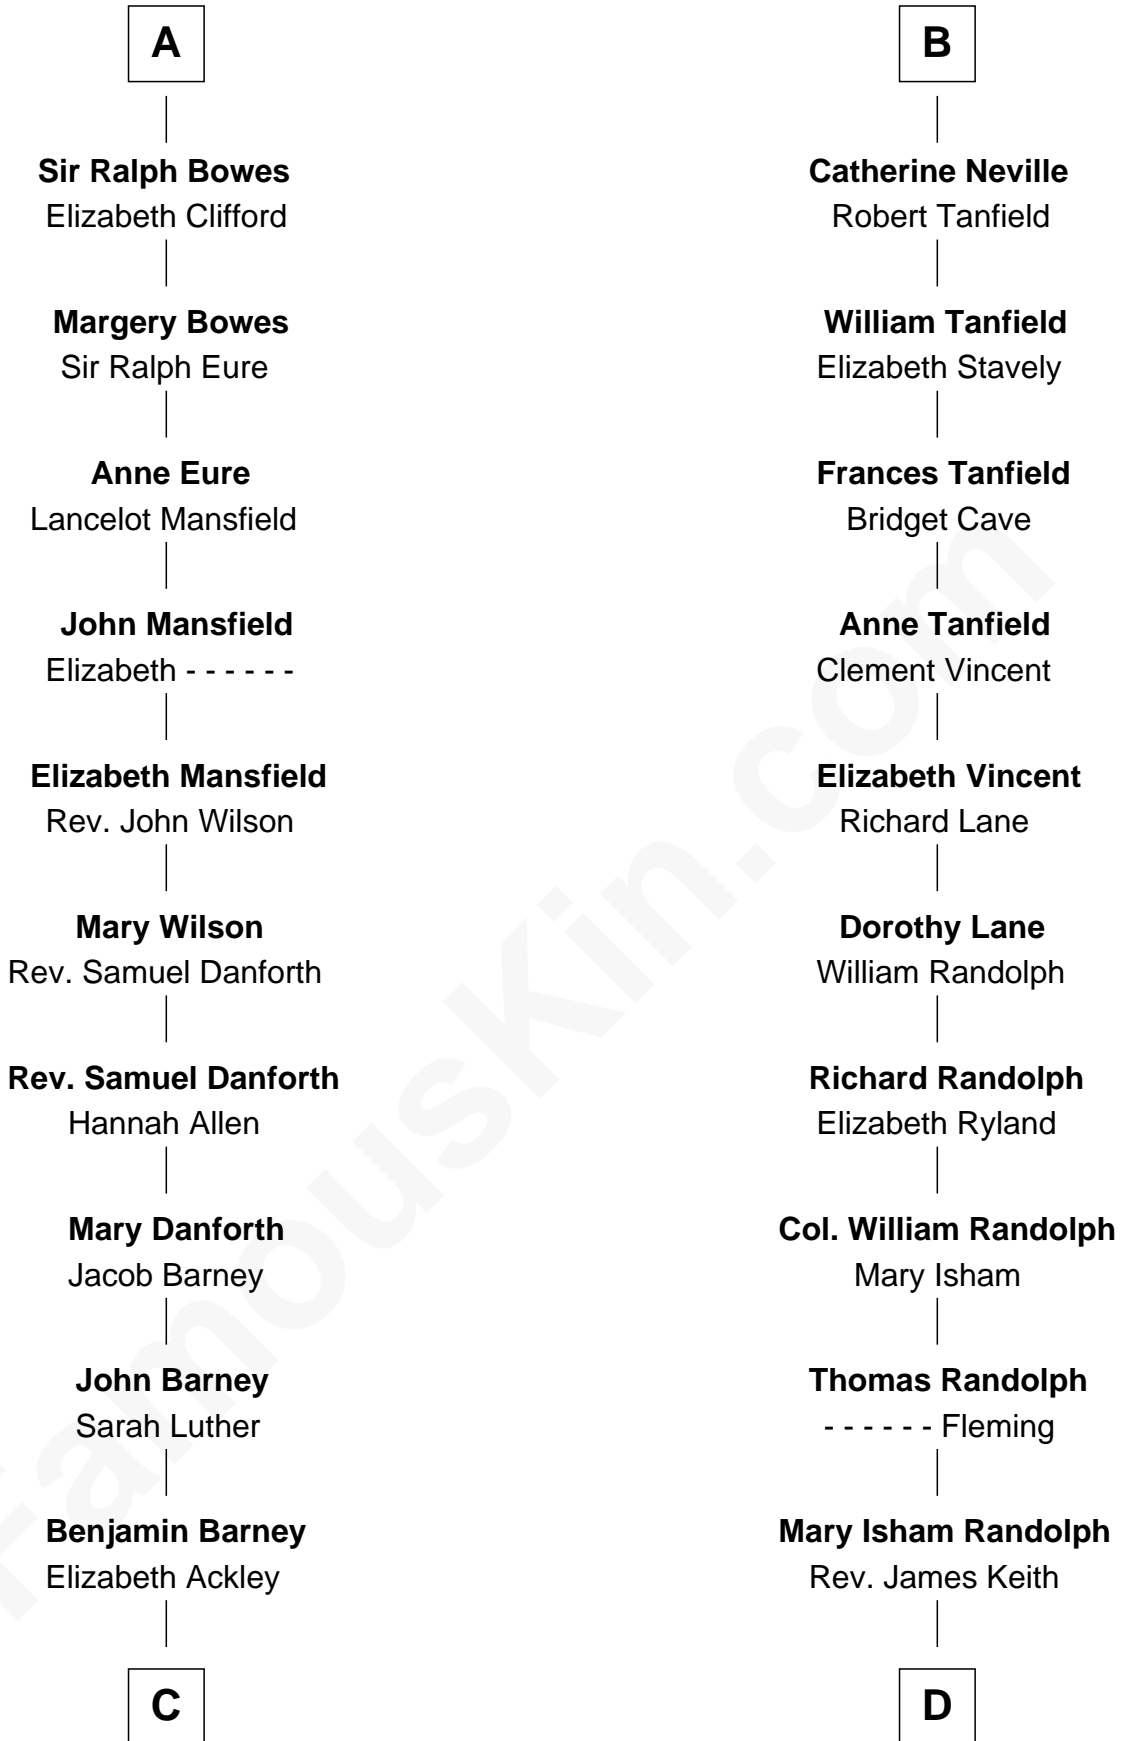 A
Sir Ralph Bowes
Elizabeth Clifford
Margery Bowes
Sir Ralph Eure
Anne Eure
Lancelot Mansfield
John Mansfield
Elizabeth - - - - - -
Elizabeth Mansfield
Rev. John Wilson
Mary Wilson
Rev. Samuel Danforth
Rev. Samuel Danforth
Hannah Allen
Mary Danforth
Jacob Barney
John Barney
Sarah Luther
Benjamin Barney
Elizabeth Ackley
C
B
Catherine Neville
Robert Tanfield
William Tanfield
Elizabeth Stavely
Frances Tanfield
Bridget Cave
Anne Tanfield
Clement Vincent
Elizabeth Vincent
Richard Lane
Dorothy Lane
William Randolph
Richard Randolph
Elizabeth Ryland
Col. William Randolph
Mary Isham
Thomas Randolph
- - - - - - Fleming
Mary Isham Randolph
Rev. James Keith
D
FamousKin.com